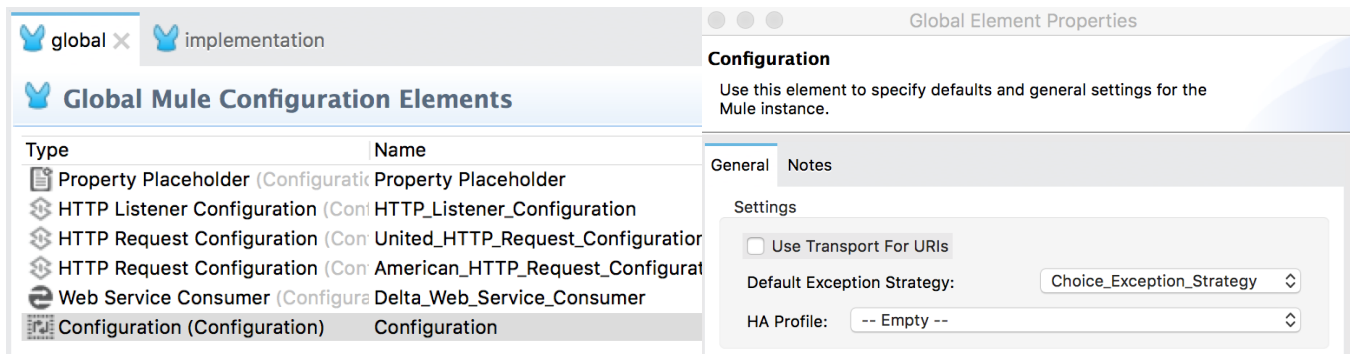 global
implementation
Global Mule Configuration Elements
Type Name
Property Placeholder (Configuratic Property Placeholder
HTTP Listener Configuration (Conf HTTP_Listener_Configuration
HTTP Request Configuration (Con United_HTTP_Request_Configuration
HTTP Request Configuration (Con American_HTTP_Request_Configurat
Web Service Consumer (Configura Delta_Web_Service_Consumer
Configuration (Configuration) Configuration
Global Element Properties
Configuration
Use this element to specify defaults and general settings for the
Mule instance.
General Notes
Settings
Use Transport For URIs
Default Exception Strategy: Choice_Exception_Strategy
HA Profile: -- Empty --